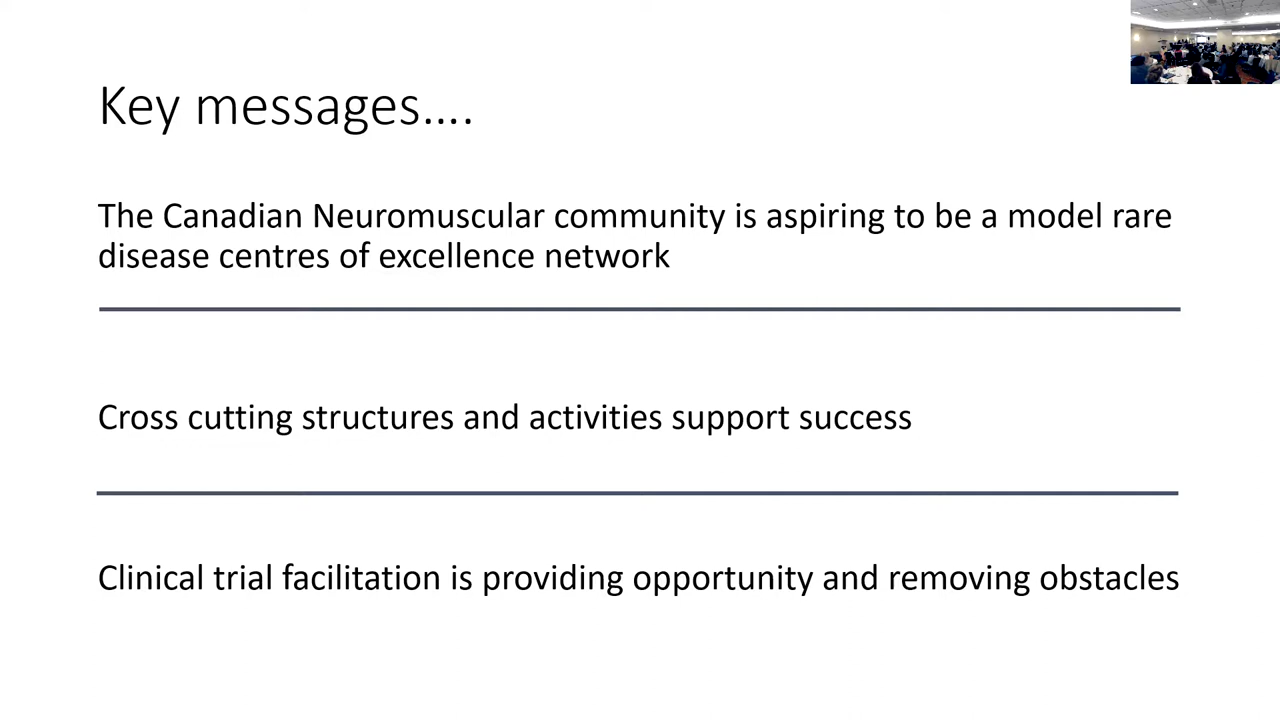 Key messages....
The Canadian Neuromuscular community is aspiring to be a model rare
disease centres of excellence network
Cross cutting structures and activities support success
Clinical trial facilitation is providing opportunity and removing obstacles